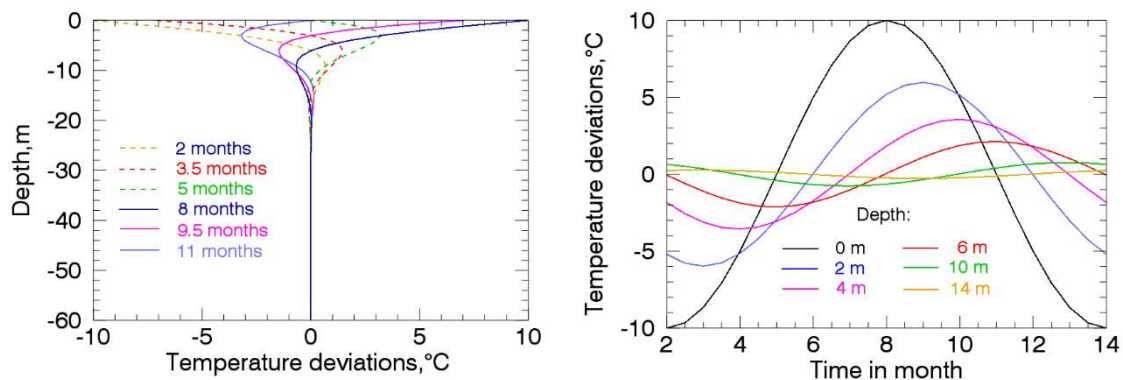 0
-10
-20
-30
-40
-50
-60
Depth,m
2 months
3.5 months
5 months
8 months
9.5 months
11 months
-10 -5 0 5 10
Temperature deviations,°C
10
5
0
-5
-10
Temperature deviations,°C
Depth:
0 m 6 m
2 m 10 m
4 m 14 m
2 4 6 8 10 12 14
Time in month